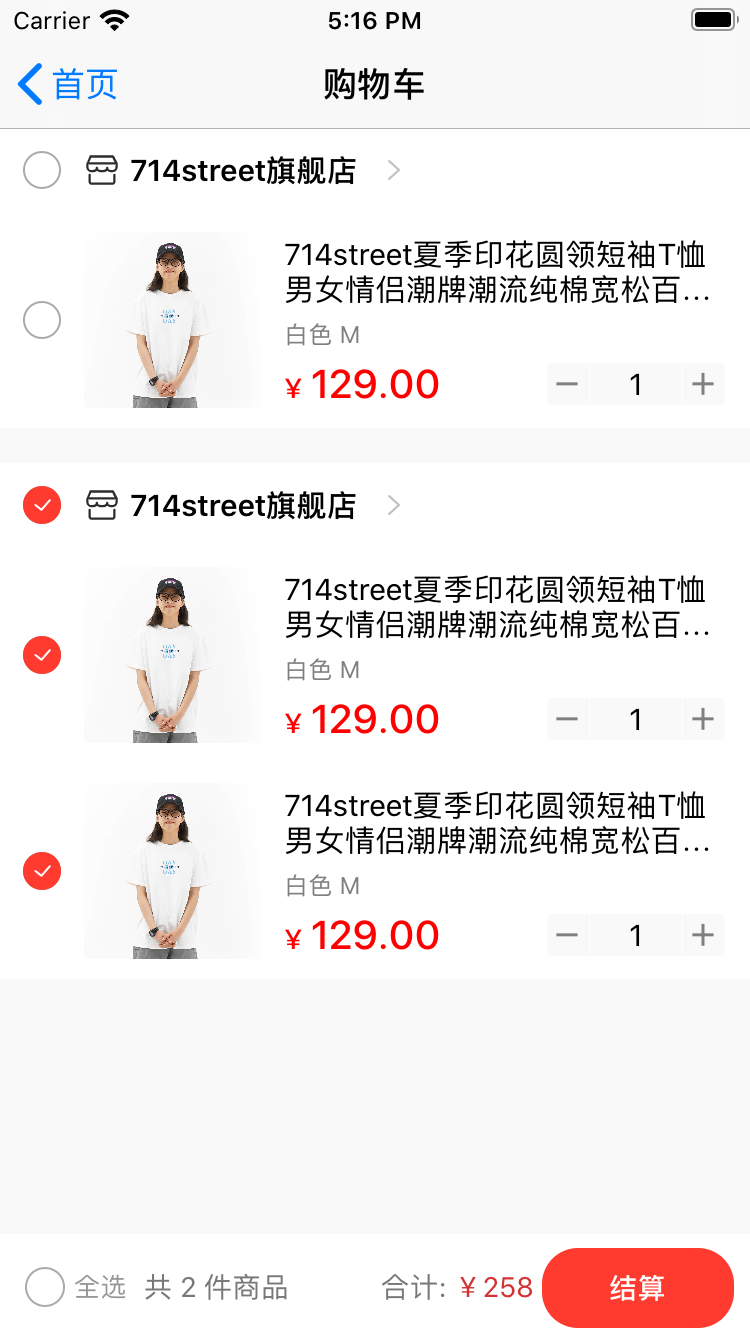 Carrier 5:16 PM
首页 购物车
714street旗舰店
714street夏季印花圆领短袖T恤
男女情侣潮牌潮流纯棉宽松百...
白色 M
¥ 129.00 — 1 +
714street旗舰店
714street夏季印花圆领短袖T恤
男女情侣潮牌潮流纯棉宽松百...
白色 M
¥ 129.00 — 1 +
714street夏季印花圆领短袖T恤
男女情侣潮牌潮流纯棉宽松百...
白色 M
¥ 129.00 — 1 +
全选 共 2 件商品 合计: ¥ 258 结算